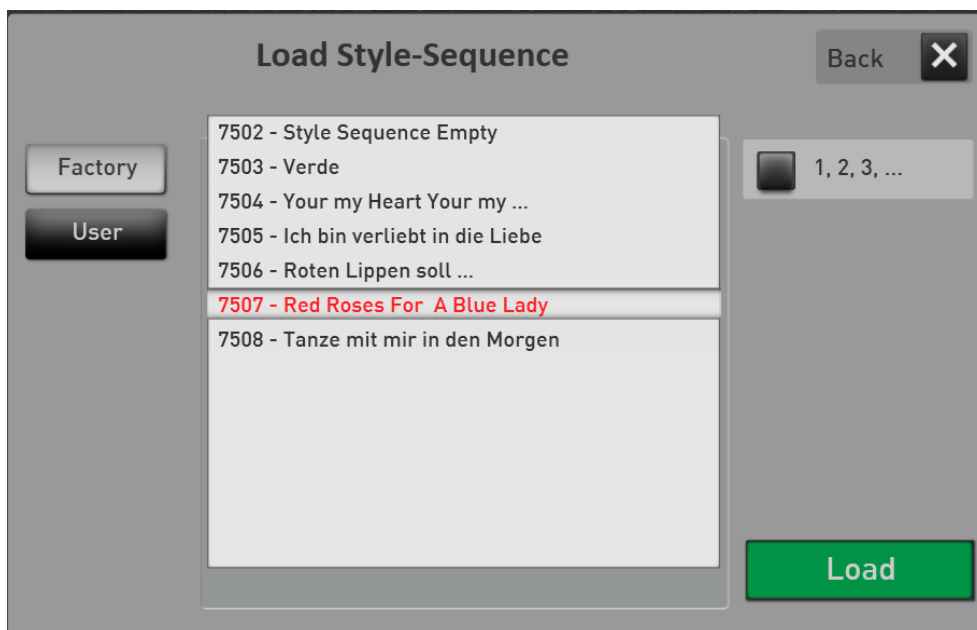 Load Style-Sequence
Back
Factory
User
7502 - Style Sequence Empty
7503 - Verde
7504 - Your my Heart Your my ...
7505 - Ich bin verliebt in die Liebe
7506 - Roten Lippen soll ...
7507 - Red Roses For  A Blue Lady
7508 - Tanze mit mir in den Morgen
1, 2, 3, ...
Load